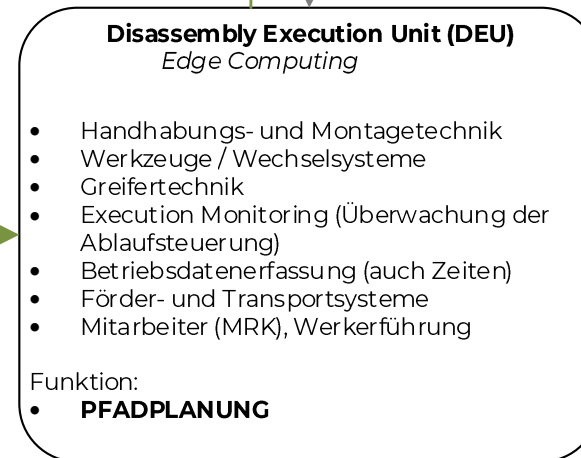 Disassembly Execution Unit (DEU)
Edge Computing
• Handhabungs- und Montagetechnik
• Werkzeuge / Wechselsysteme
• Greifertechnik
• Execution Monitoring (Überwachung der
Ablaufsteuerung)
• Betriebsdatenerfassung (auch Zeiten)
• Förder- und Transportsysteme
• Mitarbeiter (MRK), Werkerführung
Funktion:
• PFADPLANUNG